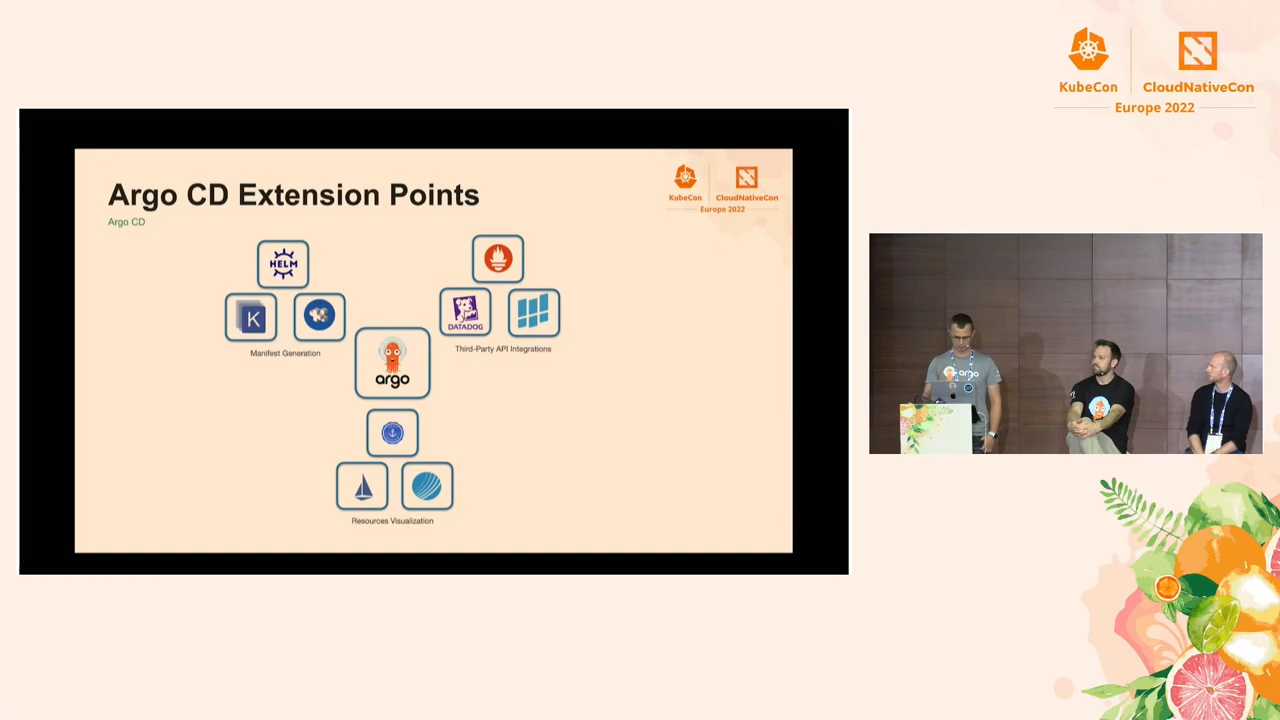 KubeCon
CloudNativeCon
Europe 2022
Argo CD Extension Points
Argo CD
KubeCon
CloudNativeCon
Europe 2022
HELM
K
Manifest Generation
DATADOG
Third-Party API Integrations
argo
Resources Visualization
argo